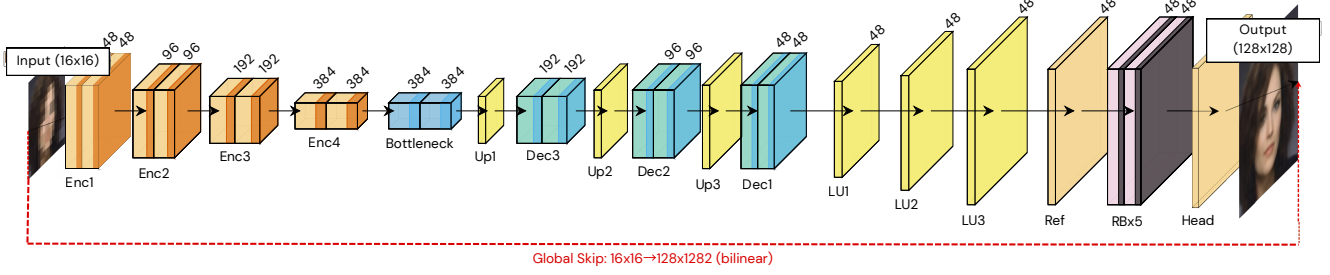 Input (16x16)
Output
(128x128)
48 48
96 96
192 192
384 384
384 384
192 192
96 96
48 48
48
48
48
48
48 48
Enc1
Enc2
Enc3
Enc4
Bottleneck
Up1
Dec3
Up2
Dec2
Up3
Dec1
LU1
LU2
LU3
Ref
RBx5
Head
Global Skip: 16x16→128x1282 (bilinear)